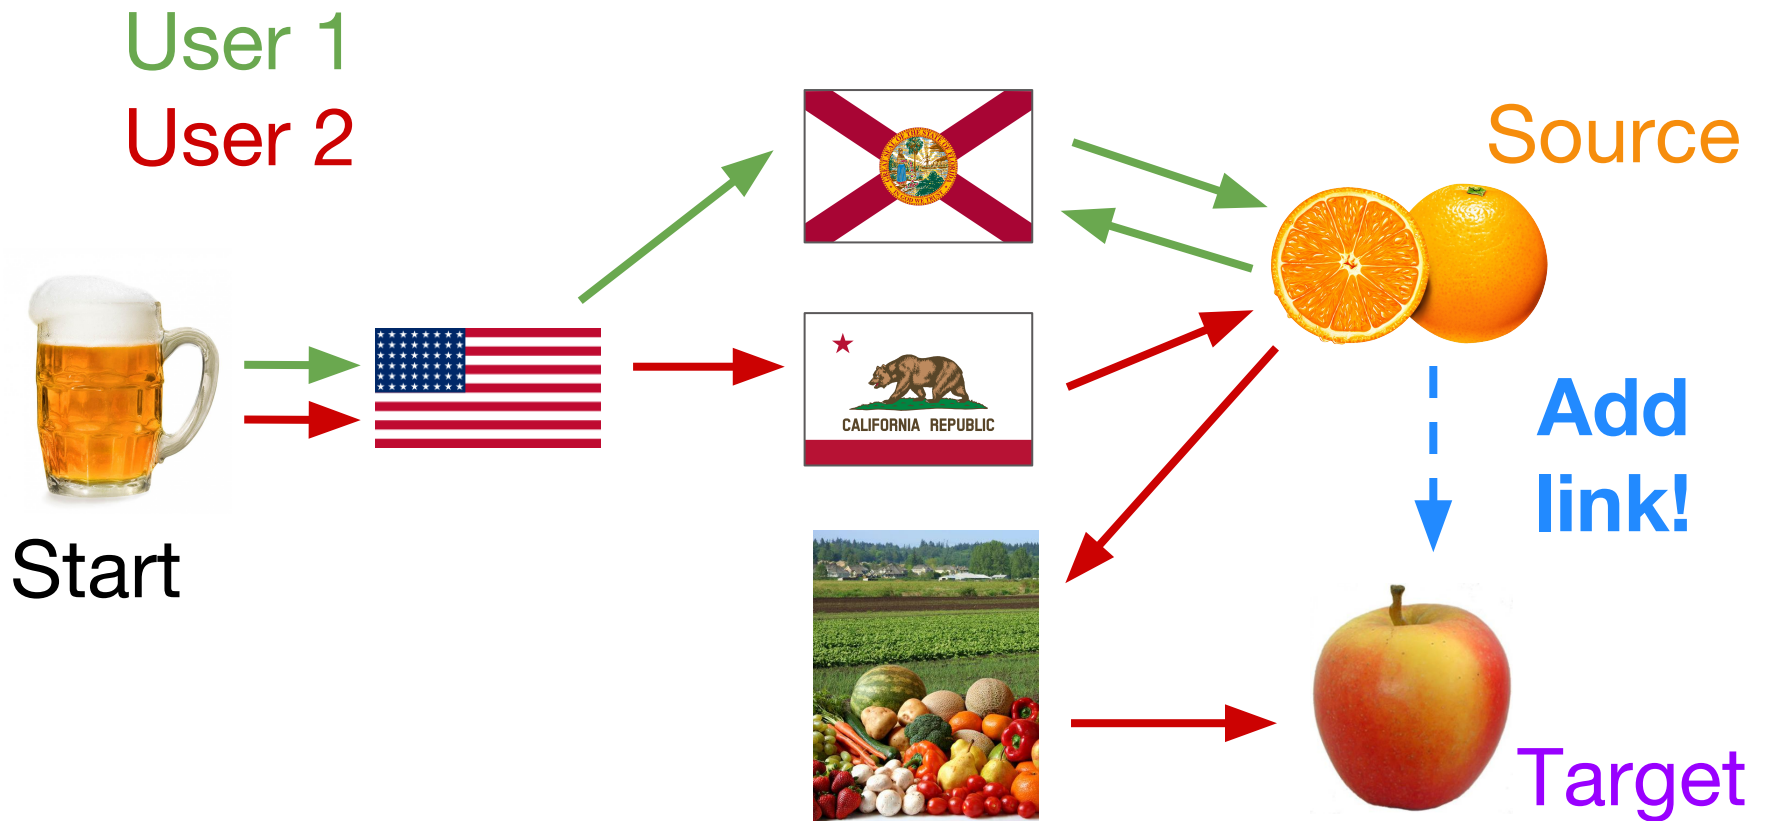 User 1
User 2
Source
CALIFORNIA REPUBLIC
Add
link!
Start
Target